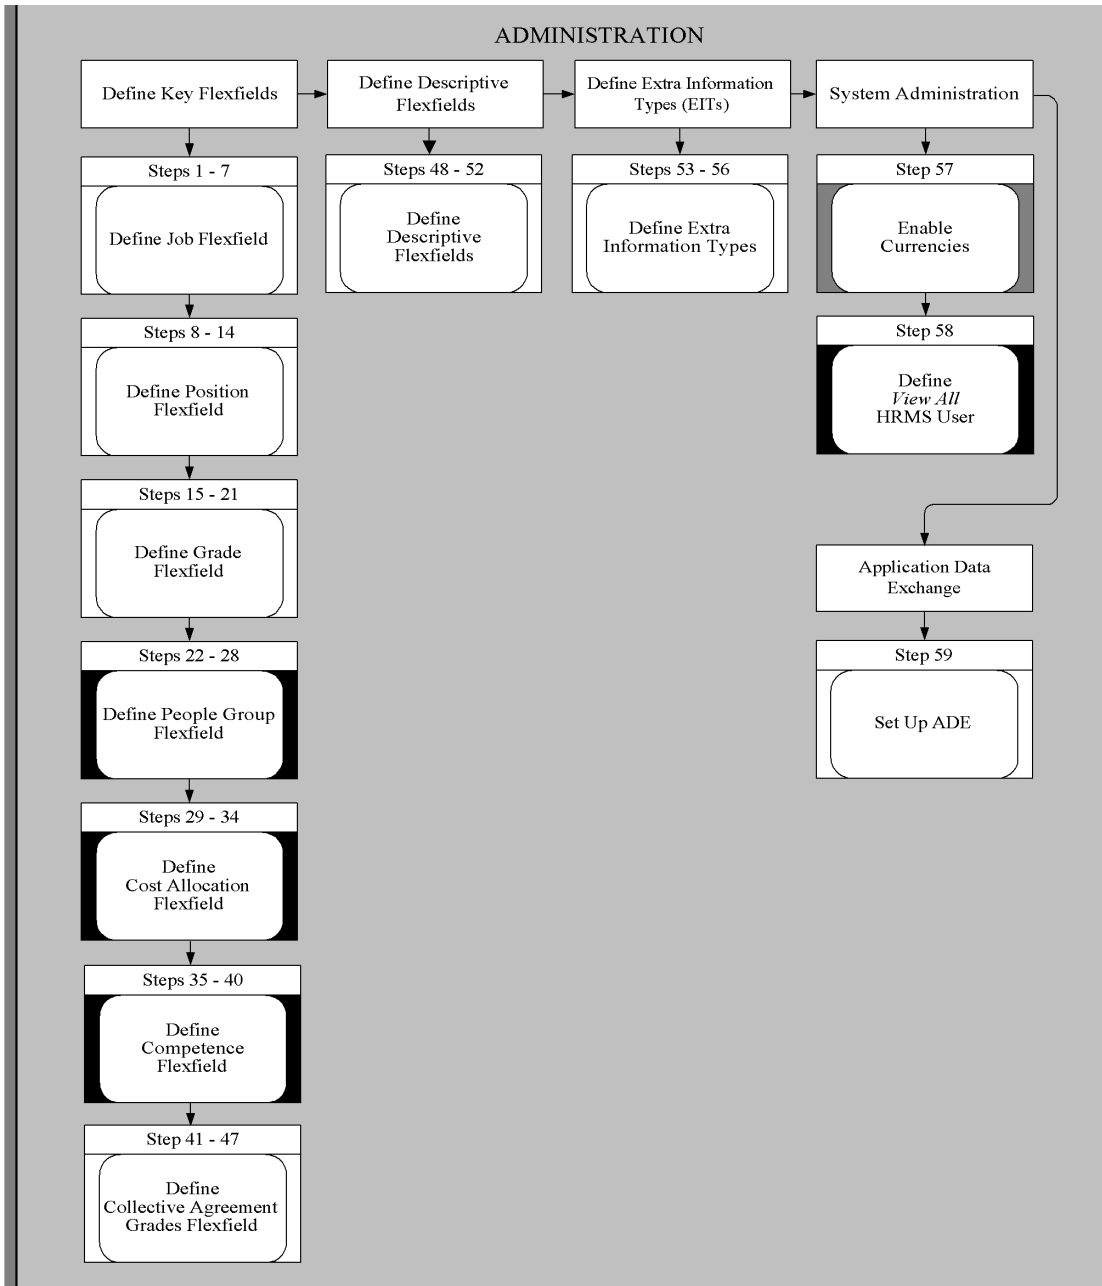 ADMINISTRATION
Define Key Flexfields
Define Descriptive
Flexfields
Define Extra Information
Types (EITs)
System Administration
Steps 1 - 7
Define Job Flexfield
Steps 48 - 52
Define
Descriptive
Flexfields
Steps 53 - 56
Define Extra
Information Types
Step 57
Enable
Currencies
Steps 8 - 14
Define Position
Flexfield
Step 58
Define
View All
HRMS User
Steps 15 - 21
Define Grade
Flexfield
Application Data
Exchange
Steps 22 - 28
Define People Group
Flexfield
Step 59
Set Up ADE
Steps 29 - 34
Define
Cost Allocation
Flexfield
Steps 35 - 40
Define
Competence
Flexfield
Step 41 - 47
Define
Collective Agreement
Grades Flexfield